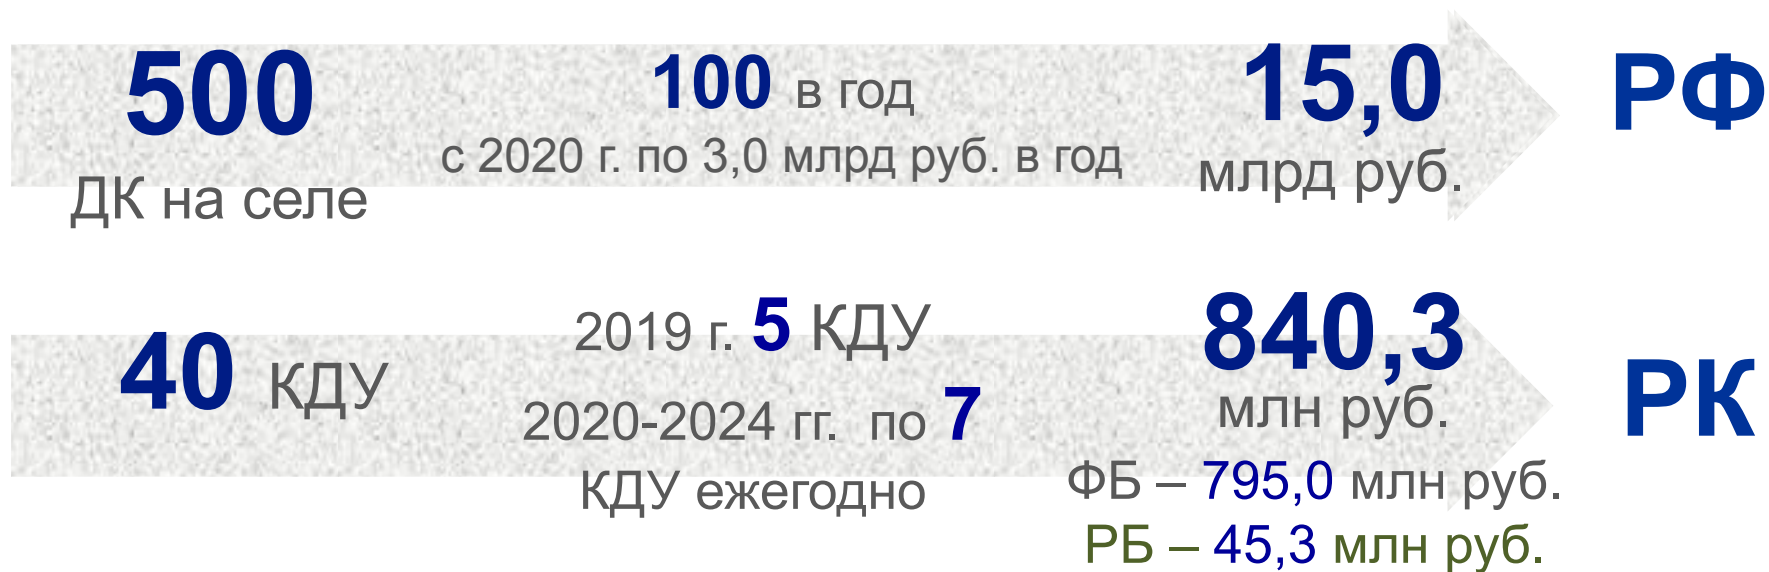 500
ДК на селе
100 в год
с 2020 г. по 3,0 млрд руб. в год
15,0
млрд руб.
РФ
40 КДУ
2019 г. 5 КДУ
2020-2024 гг. по 7
КДУ ежегодно
840,3
млн руб.
ФБ – 795,0 млн руб.
РБ – 45,3 млн руб.
РК